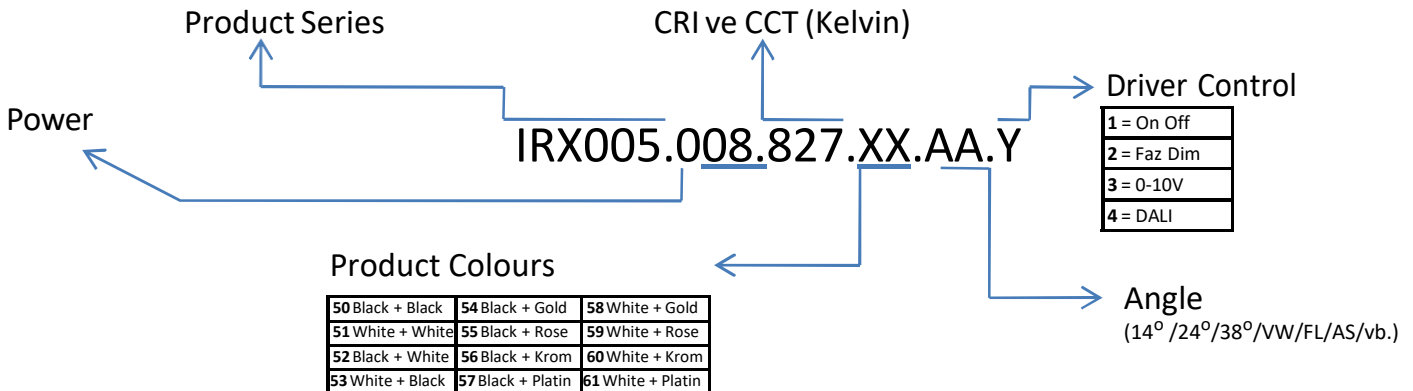 Product Series
CRI ve CCT (Kelvin)
Driver Control
Power
1 = On Off
2 = Faz Dim
3 = 0-10V
4 = DALI
IRX005.008.827.XX.AA.Y
Product Colours
50 Black + Black 54 Black + Gold 58 White + Gold
51 White + White 55 Black + Rose 59 White + Rose
52 Black + White 56 Black + Krom 60 White + Krom
53 White + Black 57 Black + Platin 61 White + Platin
Angle
(14⁰ /24⁰/38⁰/VW/FL/AS/vb.)